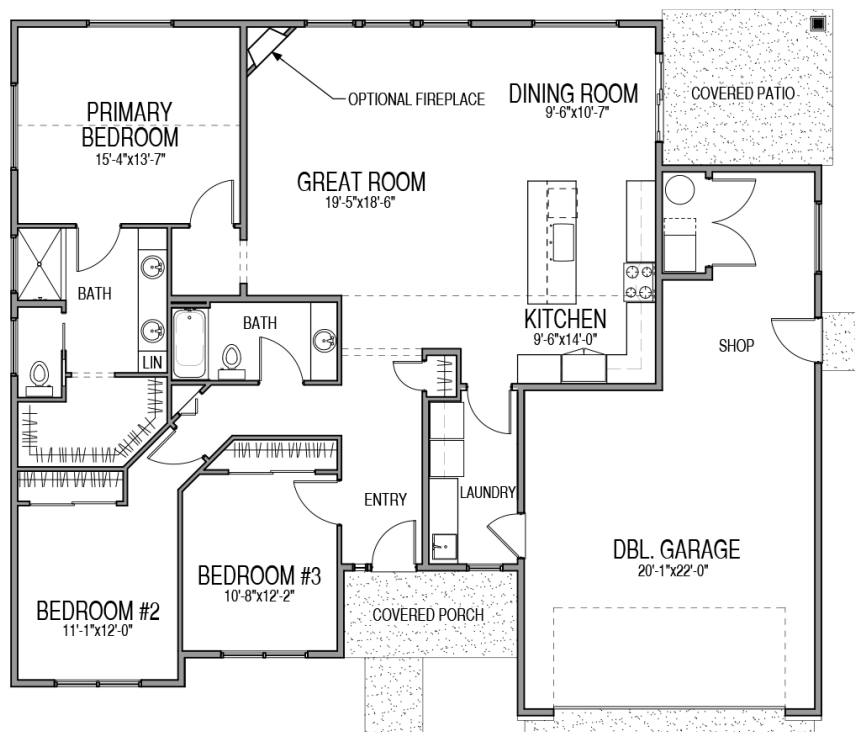 PRIMARY
BEDROOM
15'-4"x13'-7"
OPTIONAL FIREPLACE
DINING ROOM
9'-6"x10'-7"
COVERED PATIO
GREAT ROOM
19'-5"x18'-6"
BATH
LIN
BATH
KITCHEN
9'-6"x14'-0"
SHOP
ENTRY
LAUNDRY
DBL. GARAGE
20'-1"x22'-0"
BEDROOM #3
10'-8"x12'-2"
BEDROOM #2
11'-1"x12'-0"
COVERED PORCH